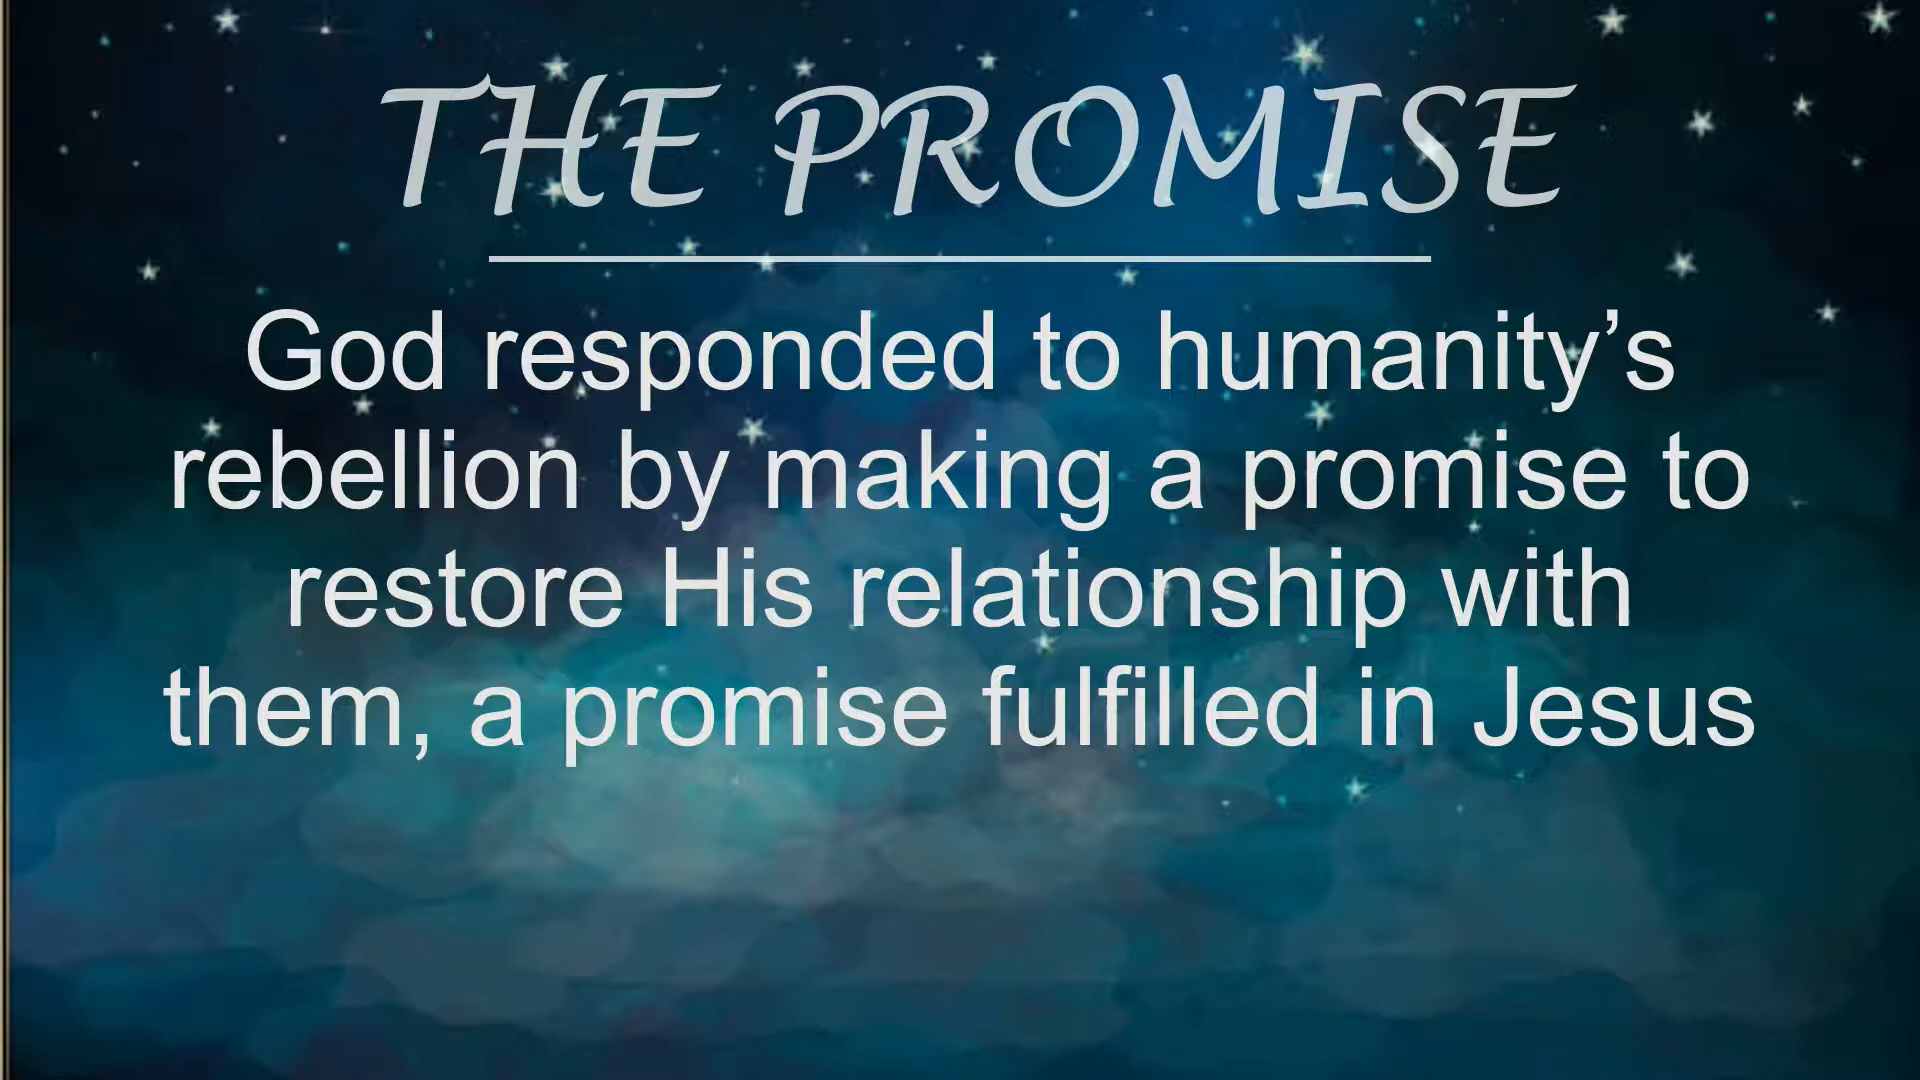 THE PROMISE
God responded to humanity’s
rebellion by making a promise to
restore His relationship with
them, a promise fulfilled in Jesus